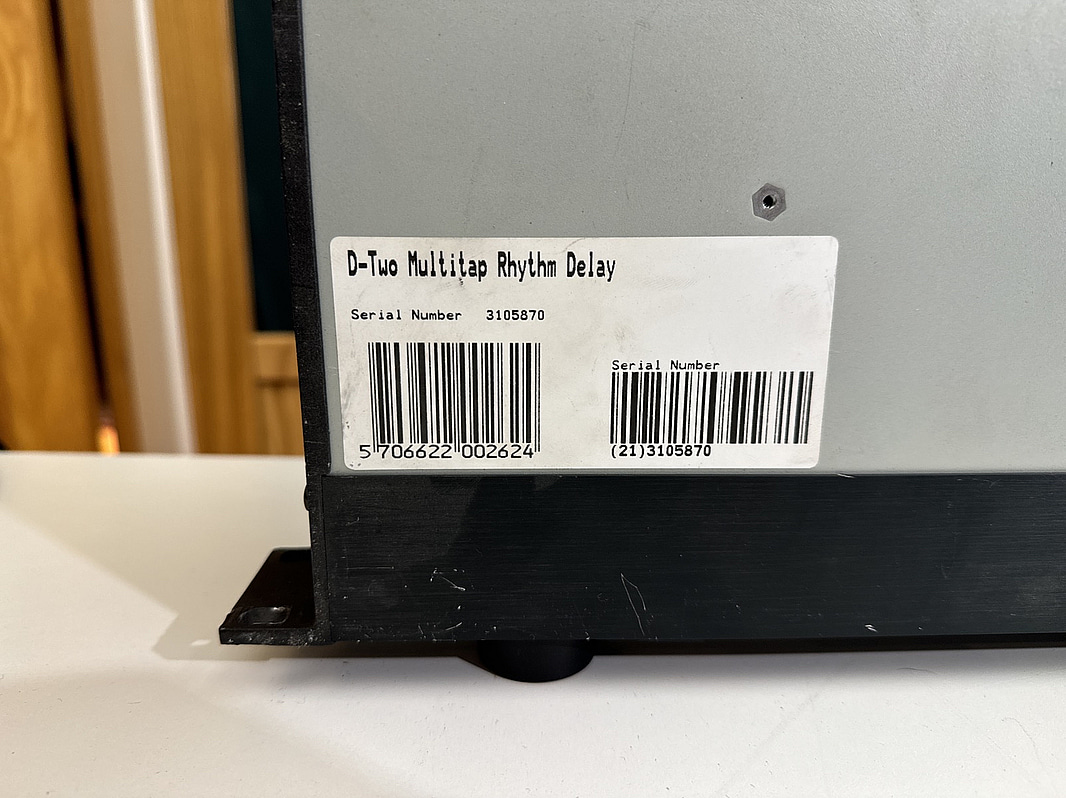 D-Two Multitap Rhythm Delay
Serial Number 3105870
5 706622 002624
Serial Number
(21)3105870